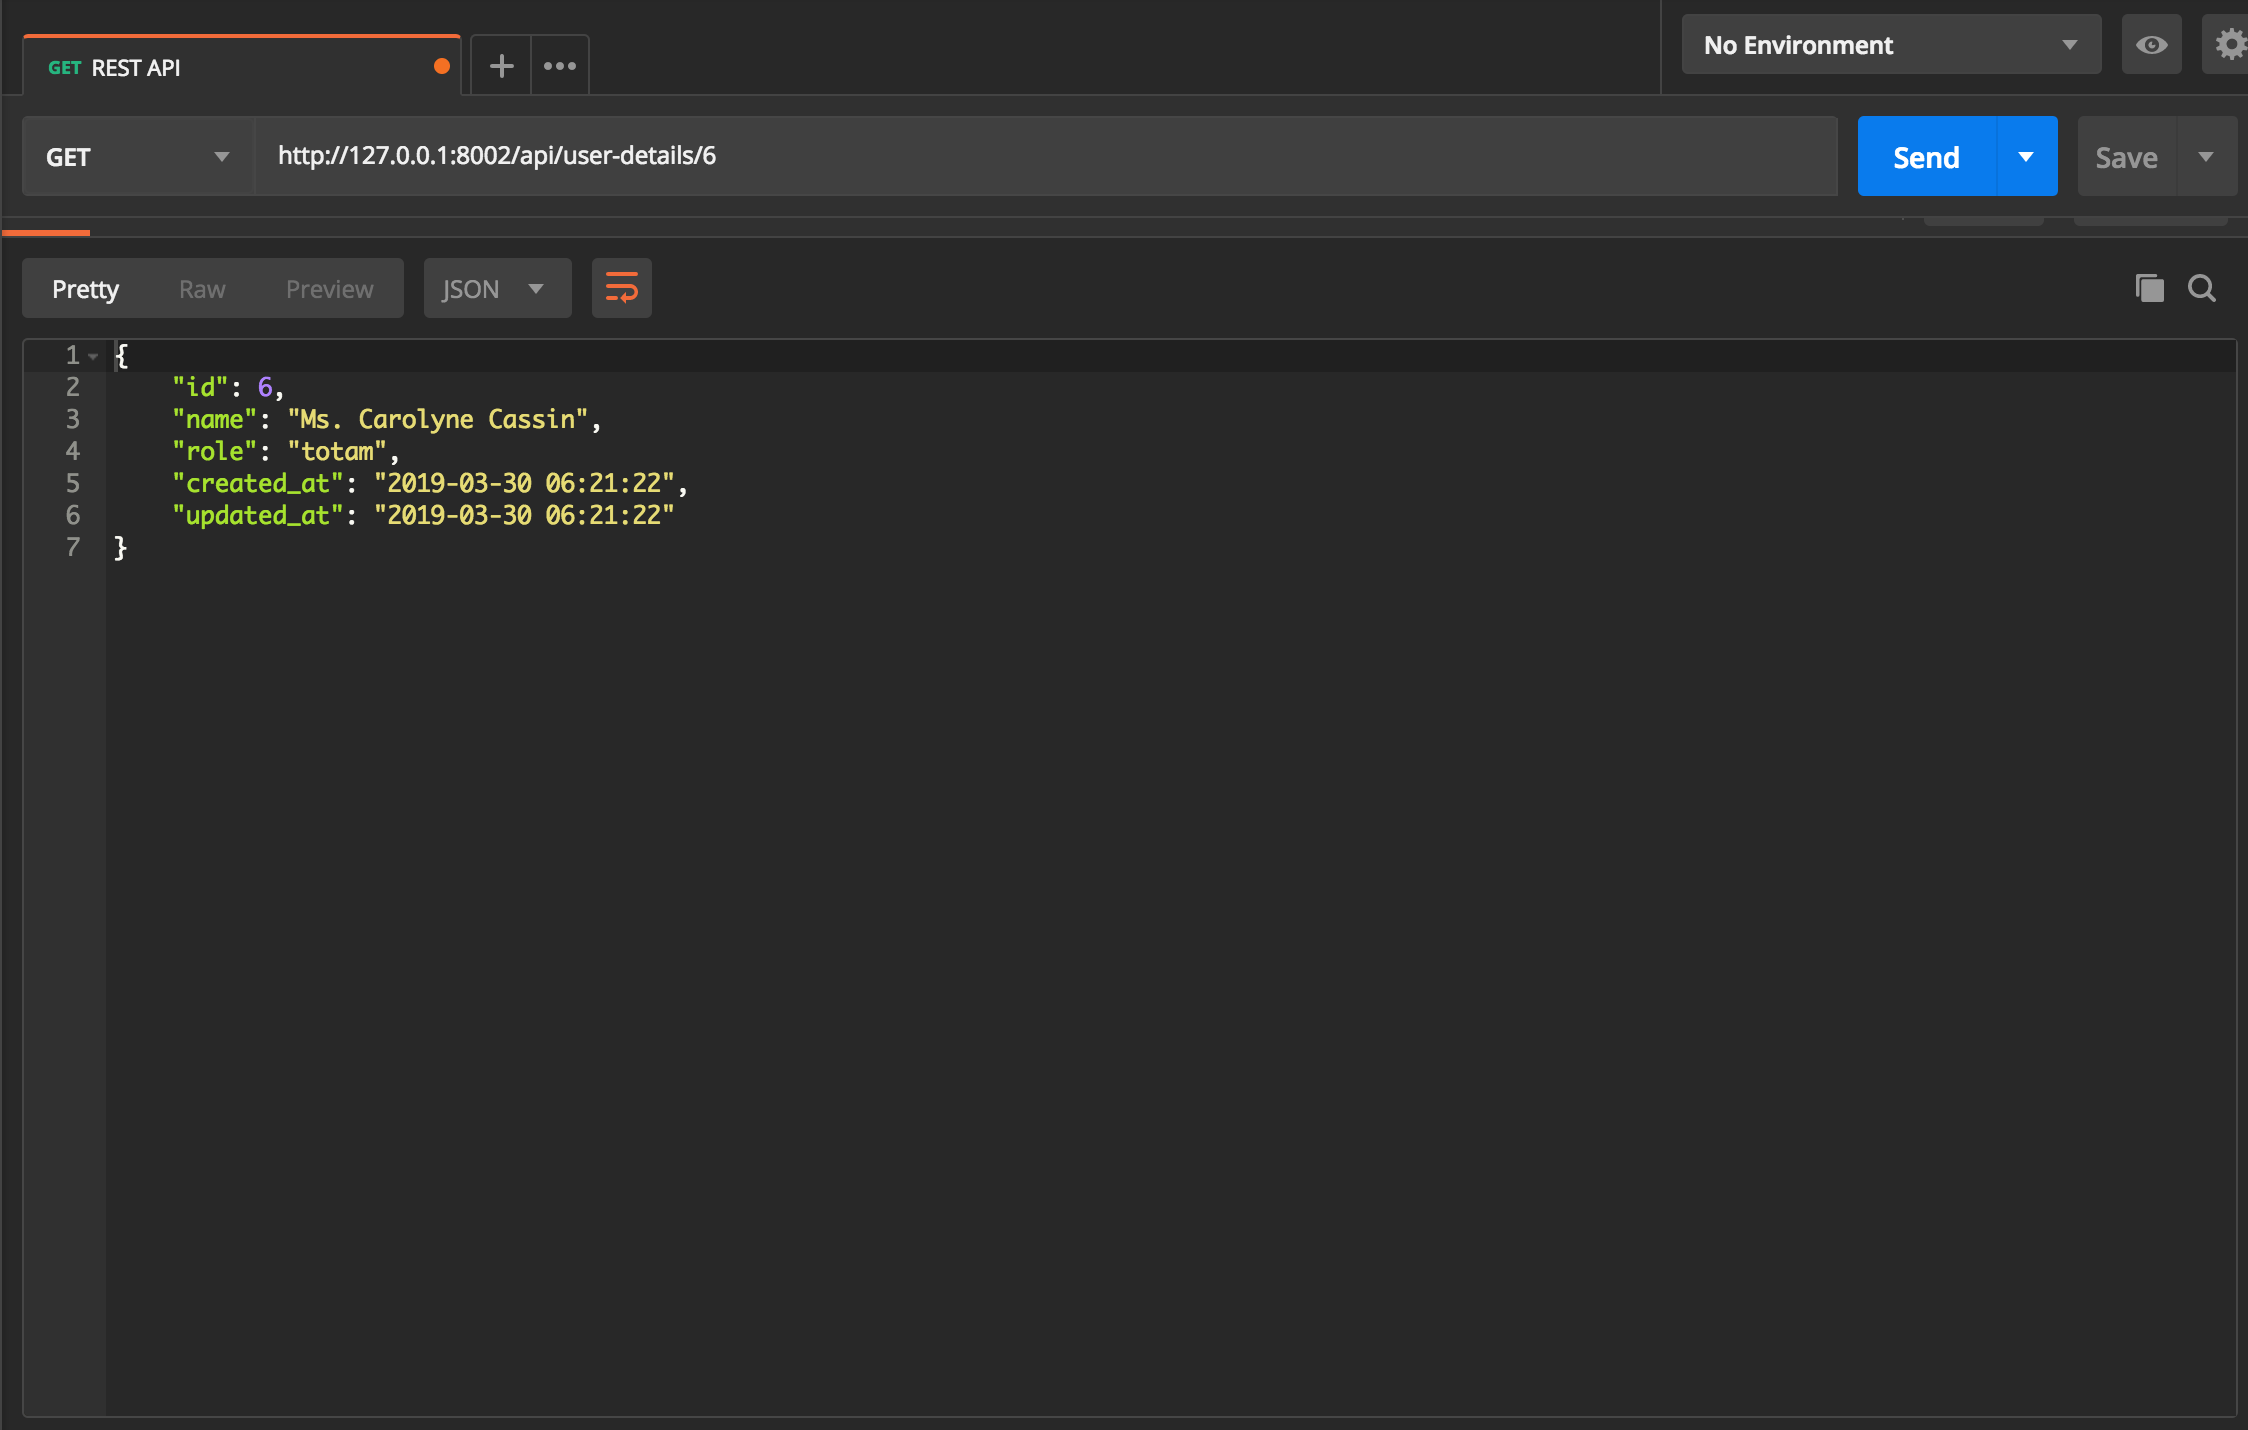 GET REST API
No Environment
GET http://127.0.0.1:8002/api/user-details/6 Send Save
Pretty Raw Preview JSON
1 {
2 "id": 6,
3 "name": "Ms. Carolyne Cassin",
4 "role": "totam",
5 "created_at": "2019-03-30 06:21:22",
6 "updated_at": "2019-03-30 06:21:22"
7 }